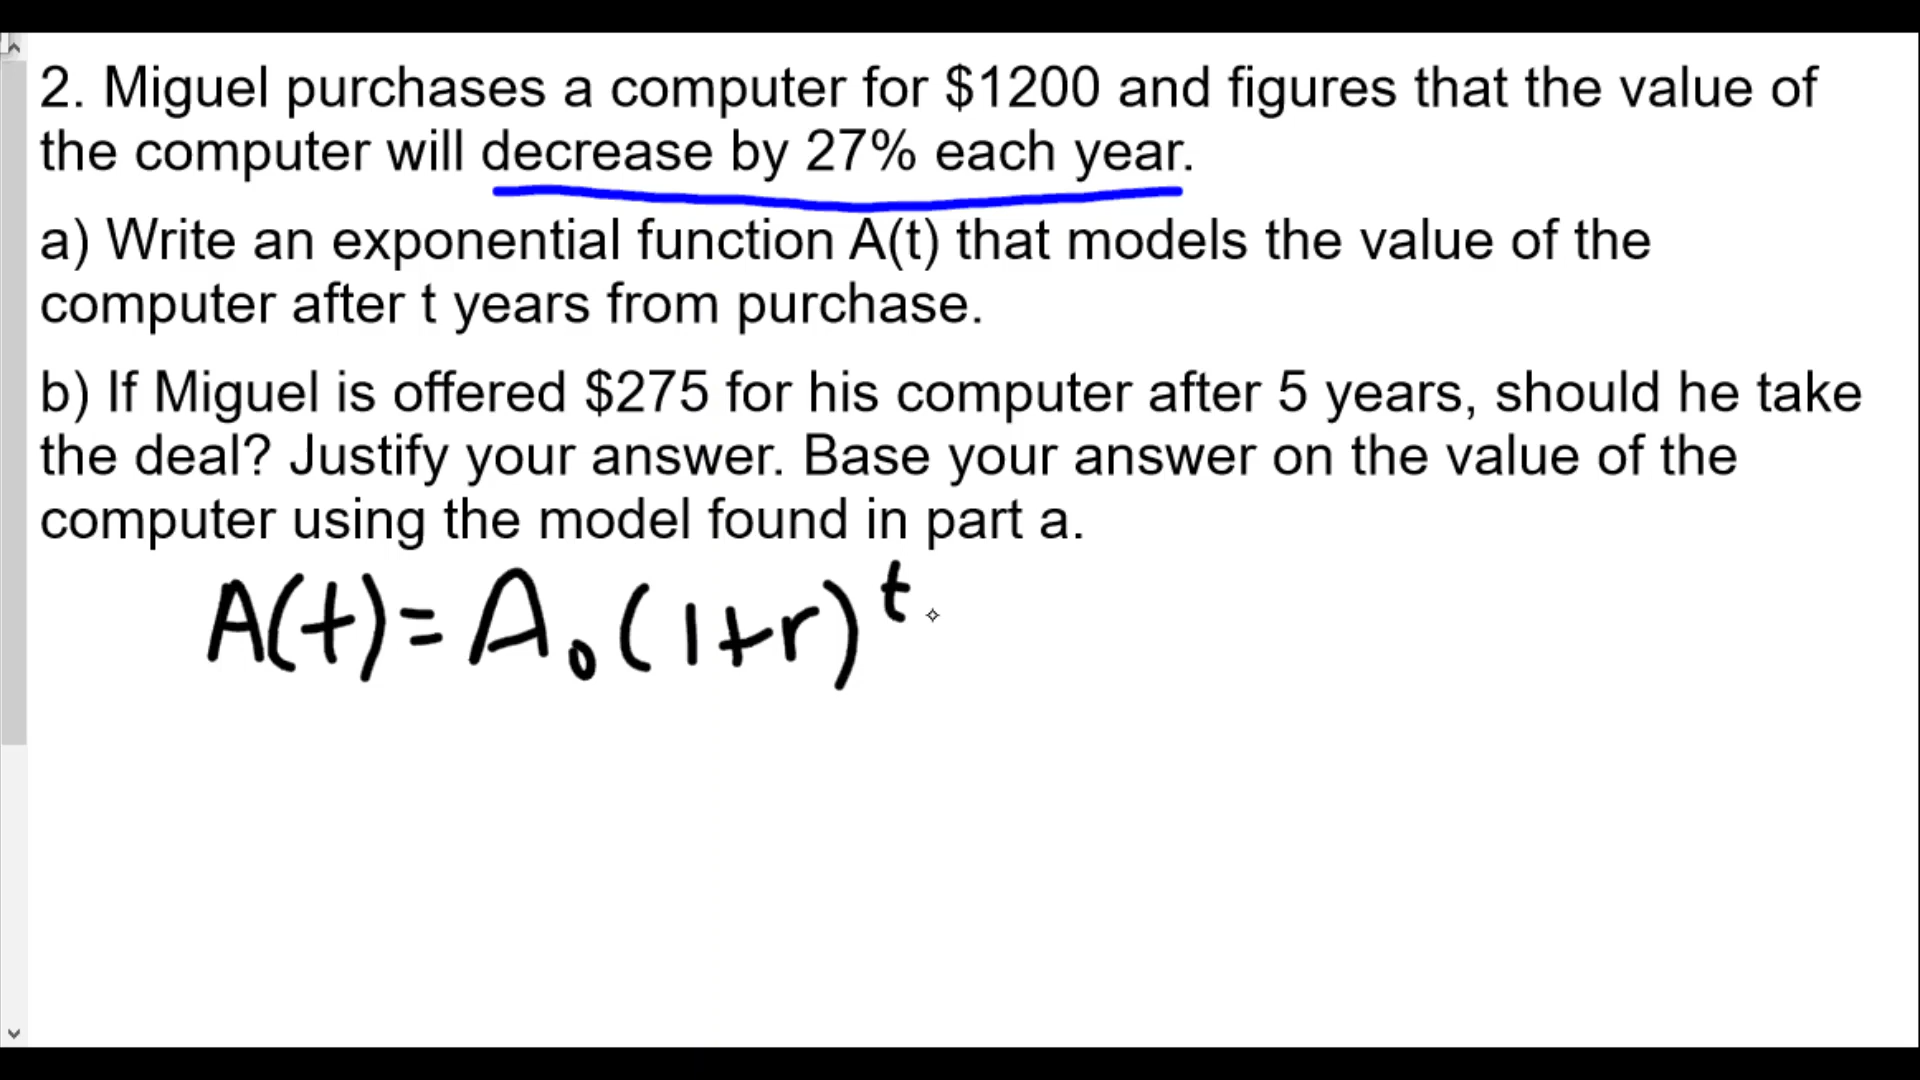 2. Miguel purchases a computer for $1200 and figures that the value of
the computer will decrease by 27% each year.
a) Write an exponential function A(t) that models the value of the
computer after t years from purchase.
b) If Miguel is offered $275 for his computer after 5 years, should he take
the deal? Justify your answer. Base your answer on the value of the
computer using the model found in part a.
A(t)=A₀(1+r)ᵗ